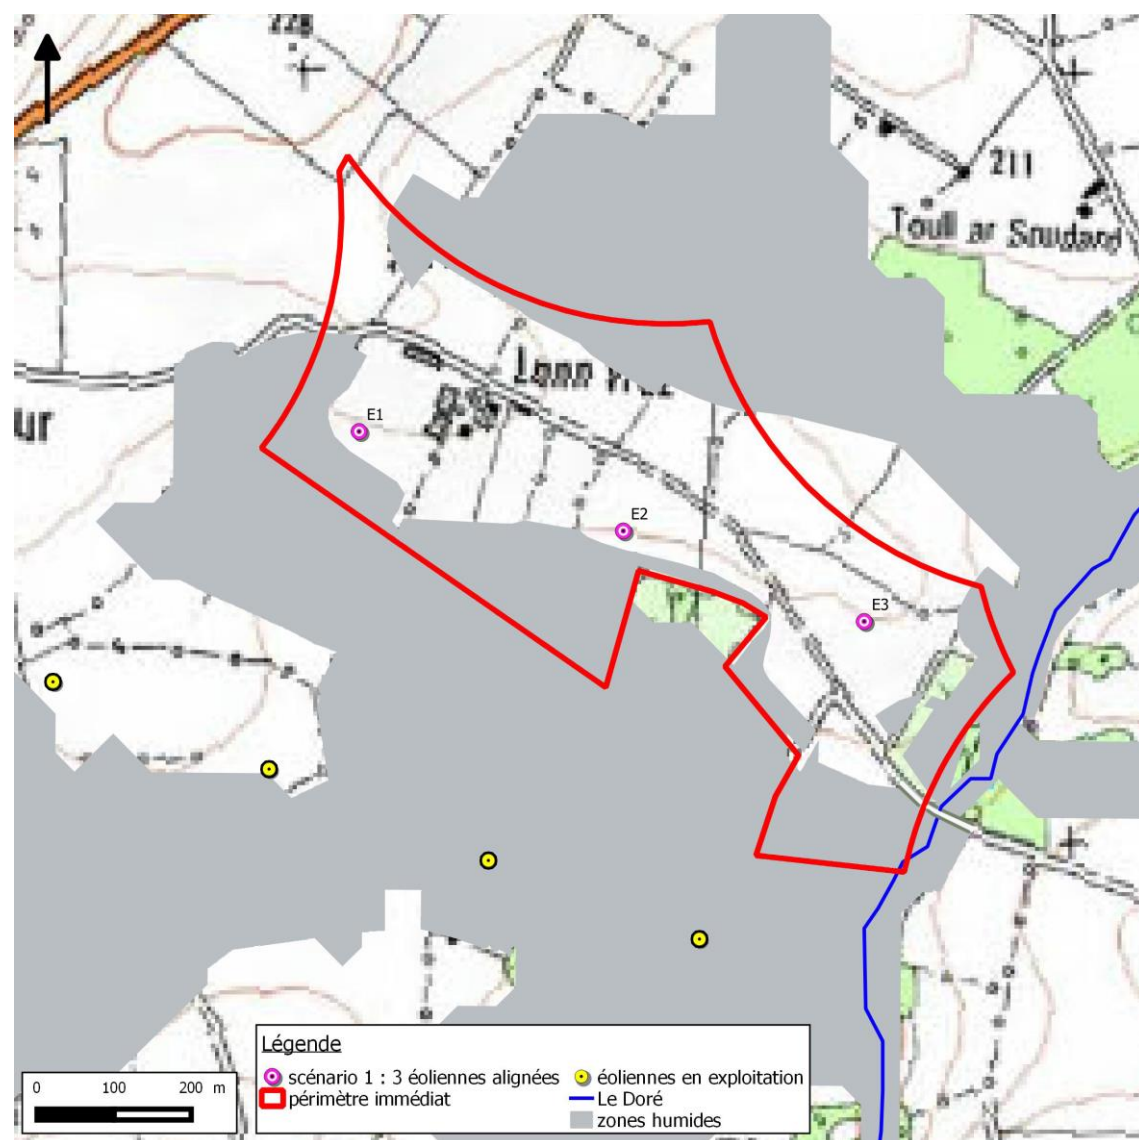 228
211
Toull ar Soudard
Lann
ur
E1
E2
E3
Légende
scénario 1 : 3 éoliennes alignées
éoliennes en exploitation
périmètre immédiat
Le Doré
zones humides
0 100 200 m